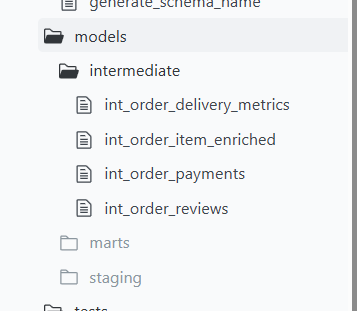 generate_schema_name
models
intermediate
int_order_delivery_metrics
int_order_item_enriched
int_order_payments
int_order_reviews
marts
staging
tests